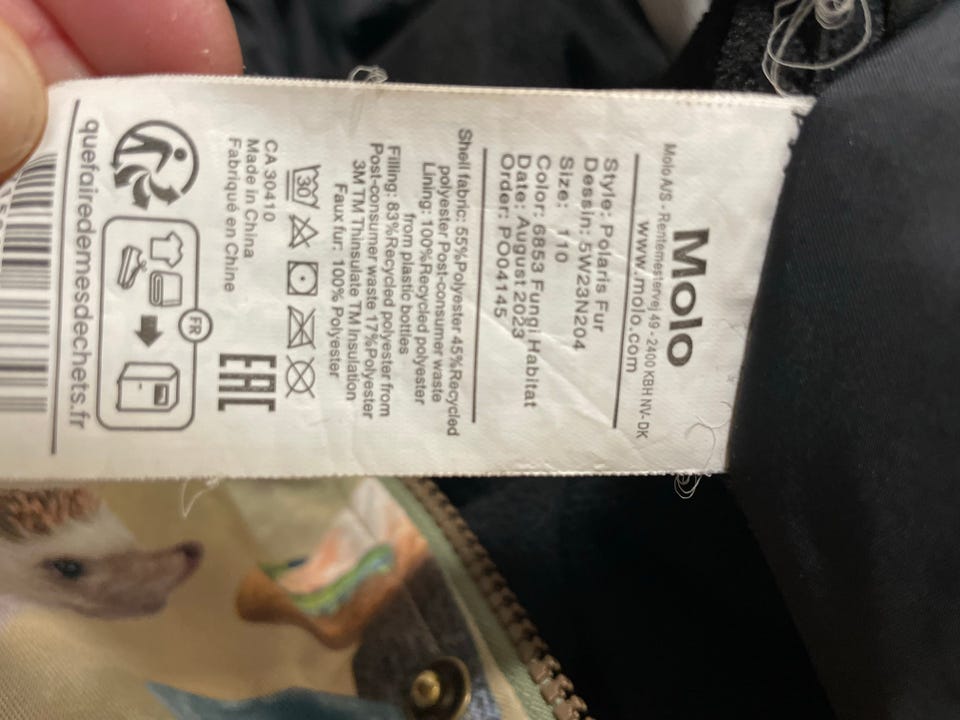 Molo
Molo A/S - Rentemestervej 49 - 2400 KBH NV- DK
www.molo.com
Style: Polaris Fur
Dessin: 5W23N204
Size: 110
Color: 6853 Fungi Habitat
Date: August 2023
Order: PO04145
Shell fabric: 55%Polyester 45%Recycled
polyester Post-consumer waste
Lining: 100%Recycled polyester
from plastic bottles
Filling: 83%Recycled polyester from
Post-consumer waste 17%Polyester
3M TM Thinsulate TM Insulation
Faux fur: 100% Polyester
30
CA 30410
Made in China
Fabriqué en Chine
EAC
FR
quefairedemesdechets.fr